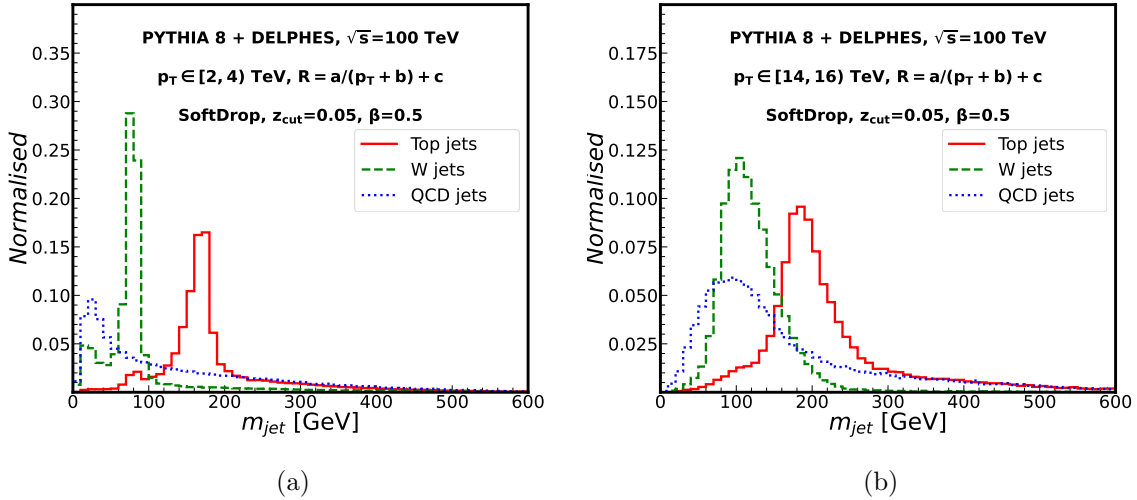 PYTHIA 8 + DELPHES, √s=100 TeV
p_T ∈ [2, 4) TeV, R = a/(p_T + b) + c
SoftDrop, z_cut=0.05, β=0.5
Top jets
W jets
QCD jets
Normalised
0.35
0.30
0.25
0.20
0.15
0.10
0.05
0 100 200 300 400 500 600
m_jet [GeV]
(a)
PYTHIA 8 + DELPHES, √s=100 TeV
p_T ∈ [14, 16) TeV, R = a/(p_T + b) + c
SoftDrop, z_cut=0.05, β=0.5
Top jets
W jets
QCD jets
Normalised
0.175
0.150
0.125
0.100
0.075
0.050
0.025
0 100 200 300 400 500 600
m_jet [GeV]
(b)